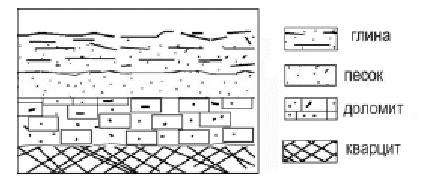 глина
песок
доломит
кварцит